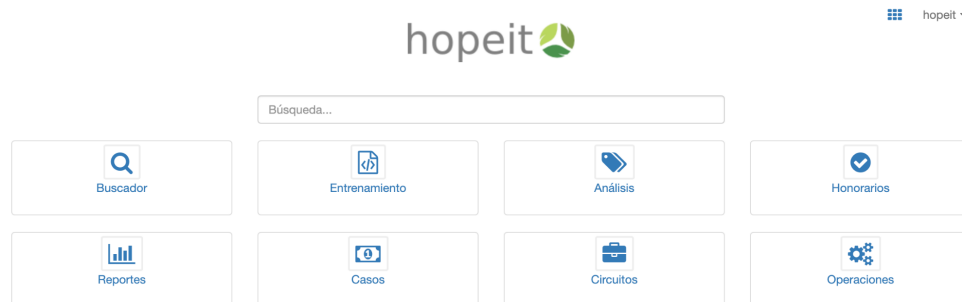 hopeit
hopeit
Búsqueda...
Buscador
Entrenamiento
Análisis
Honorarios
Reportes
Casos
Circuitos
Operaciones